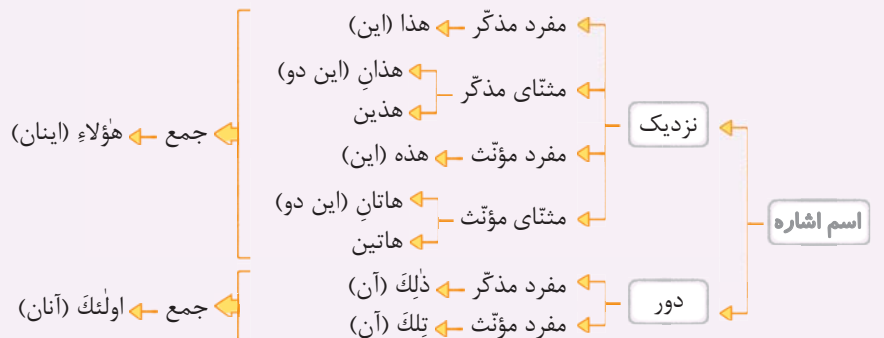 اسم اشاره
نزدیک
مفرد مذکّر هذا (این)
مثنّای مذکّر هذانِ (این دو)
هذین
مفرد مؤنّث هذه (این)
مثنّای مؤنّث هاتانِ (این دو)
هاتین
جمع هٰؤلاءِ (اینان)
دور
مفرد مذکّر ذٰلِكَ (آن)
مفرد مؤنّث تِلكَ (آن)
جمع اولٰئكَ (آنان)